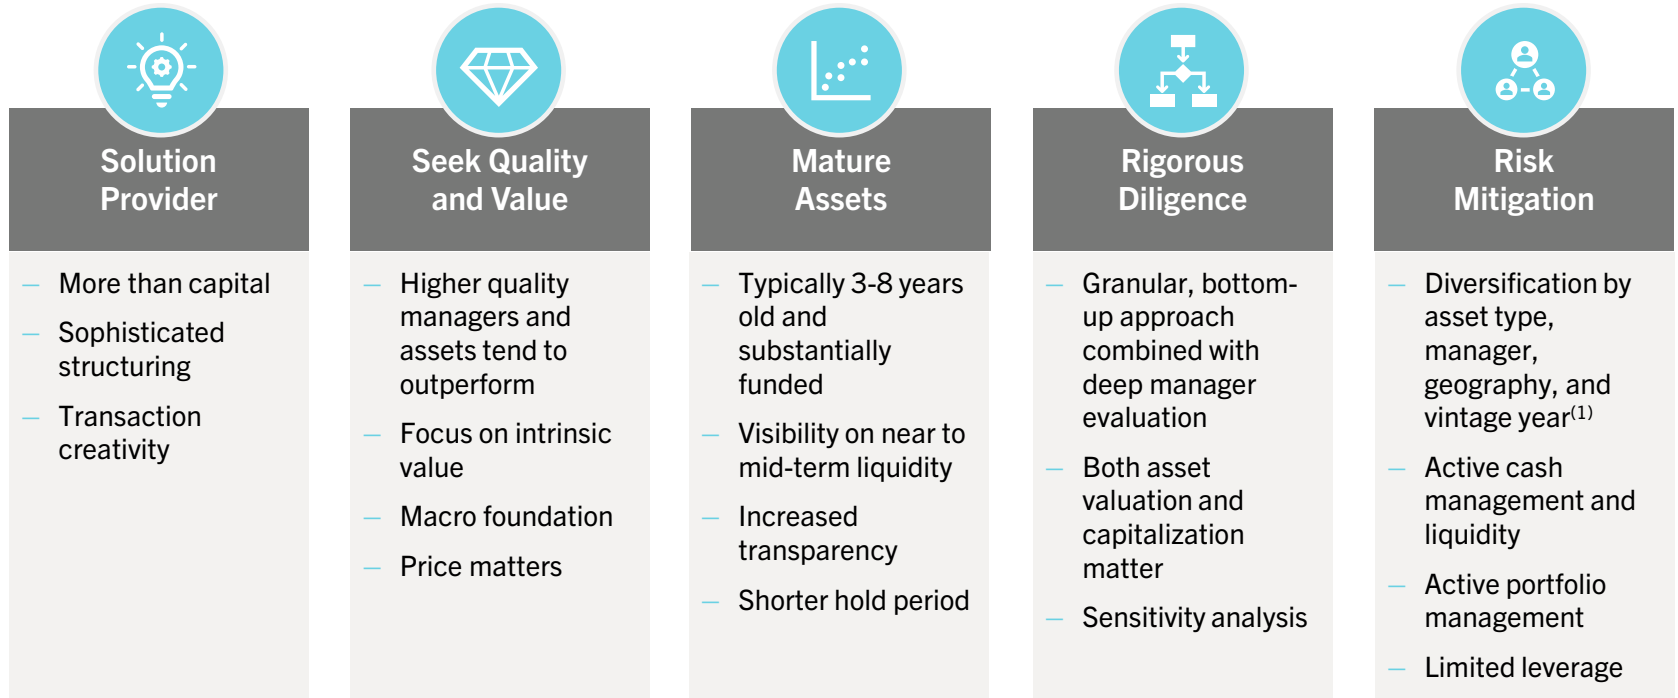 Solution
Provider
— More than capital
— Sophisticated
structuring
— Transaction
creativity
Seek Quality
and Value
— Higher quality
managers and
assets tend to
outperform
— Focus on intrinsic
value
— Macro foundation
— Price matters
Mature
Assets
— Typically 3-8 years
old and
substantially
funded
— Visibility on near to
mid-term liquidity
— Increased
transparency
— Shorter hold period
Rigorous
Diligence
— Granular, bottom-
up approach
combined with
deep manager
evaluation
— Both asset
valuation and
capitalization
matter
— Sensitivity analysis
Risk
Mitigation
— Diversification by
asset type,
manager,
geography, and
vintage year(1)
— Active cash
management and
liquidity
— Active portfolio
management
— Limited leverage